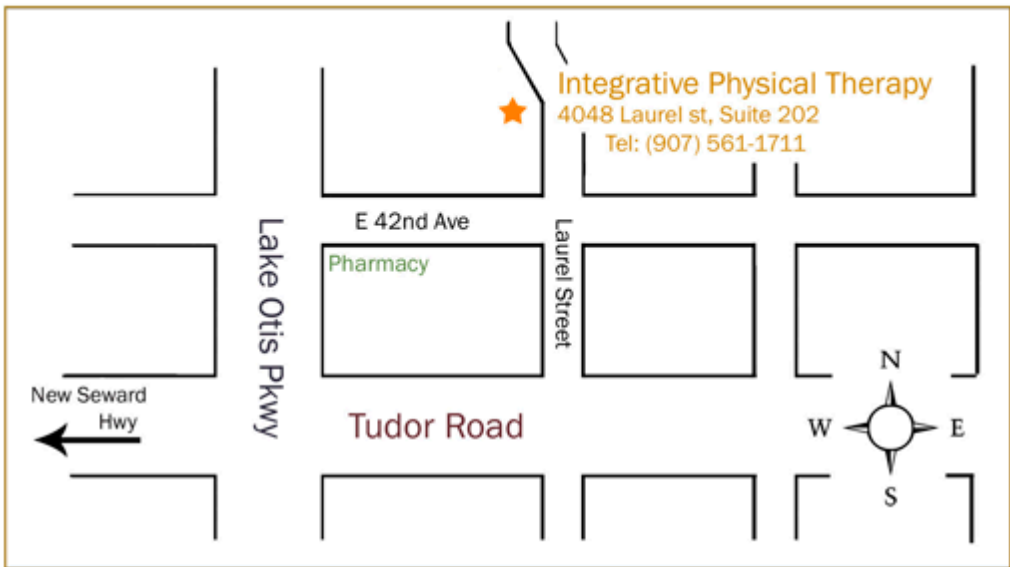 Integrative Physical Therapy
4048 Laurel st, Suite 202
Tel: (907) 561-1711
E 42nd Ave
Lake Otis Pkwy
Laurel Street
Pharmacy
New Seward
Hwy
Tudor Road
N
W
E
S